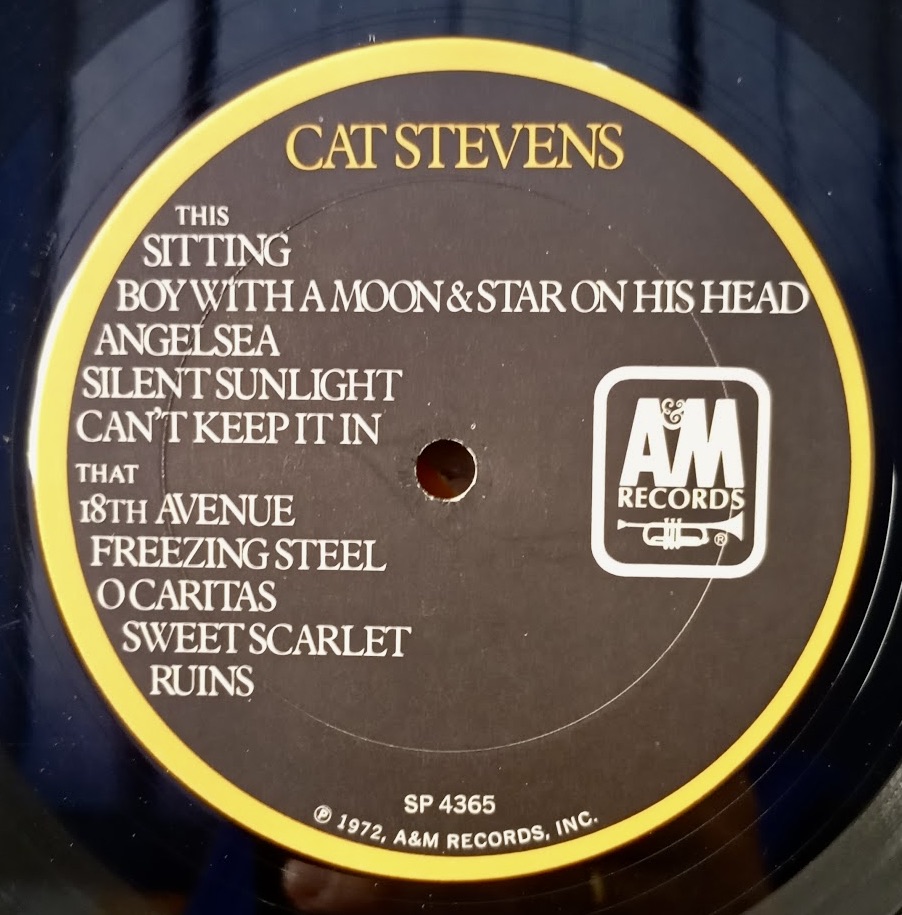 CAT STEVENS
THIS
SITTING
BOY WITH A MOON & STAR ON HIS HEAD
ANGELSEA
SILENT SUNLIGHT
CAN'T KEEP IT IN
THAT
18TH AVENUE
FREEZING STEEL
O CARITAS
SWEET SCARLET
RUINS
A&M
RECORDS
®
SP 4365
℗ 1972, A&M RECORDS, INC.